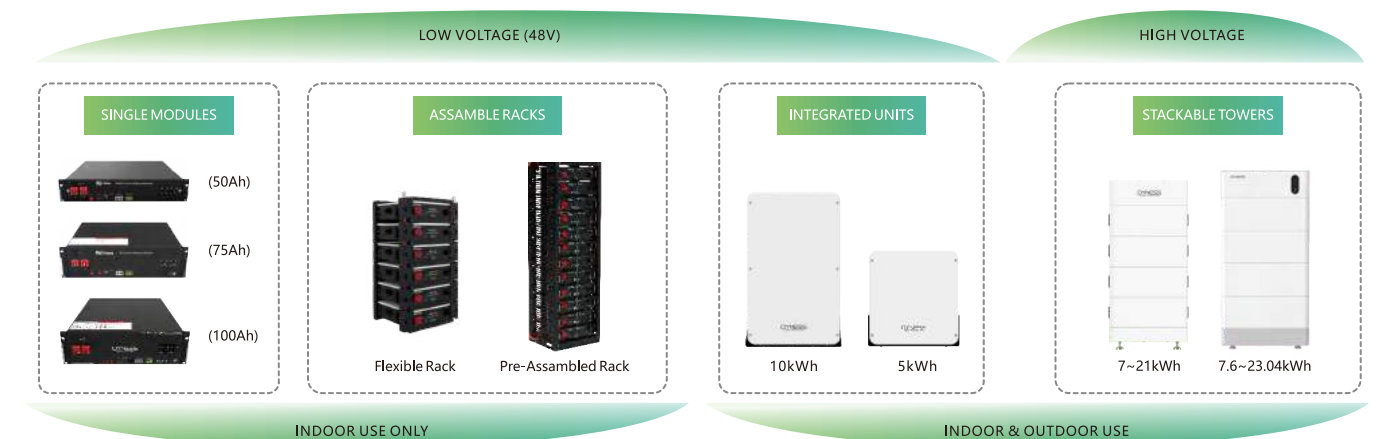 LOW VOLTAGE (48V)
HIGH VOLTAGE
SINGLE MODULES
(50Ah)
(75Ah)
(100Ah)
ASSAMBLE RACKS
Flexible Rack
Pre-Assambled Rack
INTEGRATED UNITS
10kWh
5kWh
STACKABLE TOWERS
7~21kWh
7.6~23.04kWh
INDOOR USE ONLY
INDOOR & OUTDOOR USE